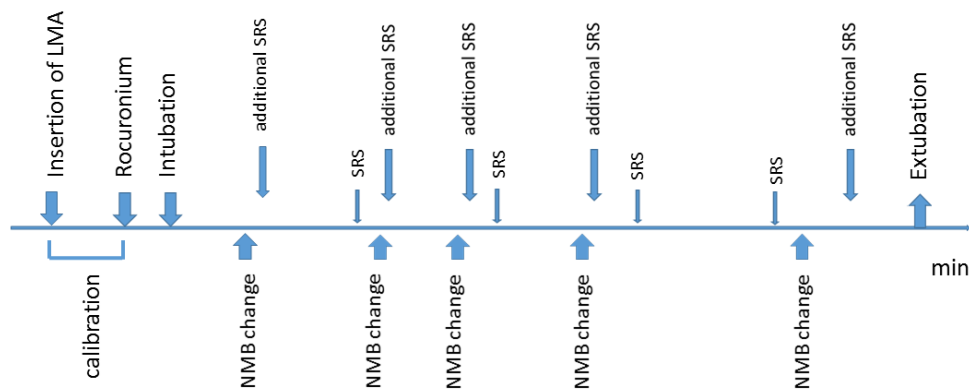 Insertion of LMA
Rocuronium
Intubation
additional SRS
SRS
additional SRS
additional SRS
SRS
additional SRS
SRS
SRS
additional SRS
Extubation
min
calibration
NMB change
NMB change
NMB change
NMB change
NMB change